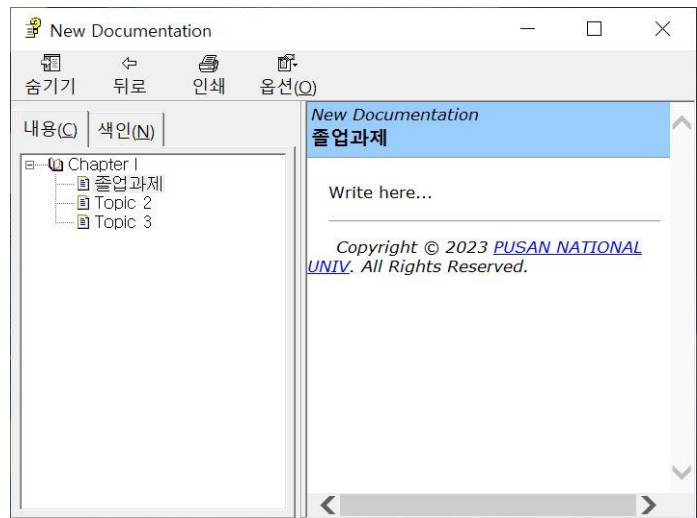 New Documentation
숨기기 뒤로 인쇄 옵션(O)
내용(C) 색인(N)
Chapter I
졸업과제
Topic 2
Topic 3
New Documentation
졸업과제
Write here...
Copyright © 2023 PUSAN NATIONAL
UNIV. All Rights Reserved.